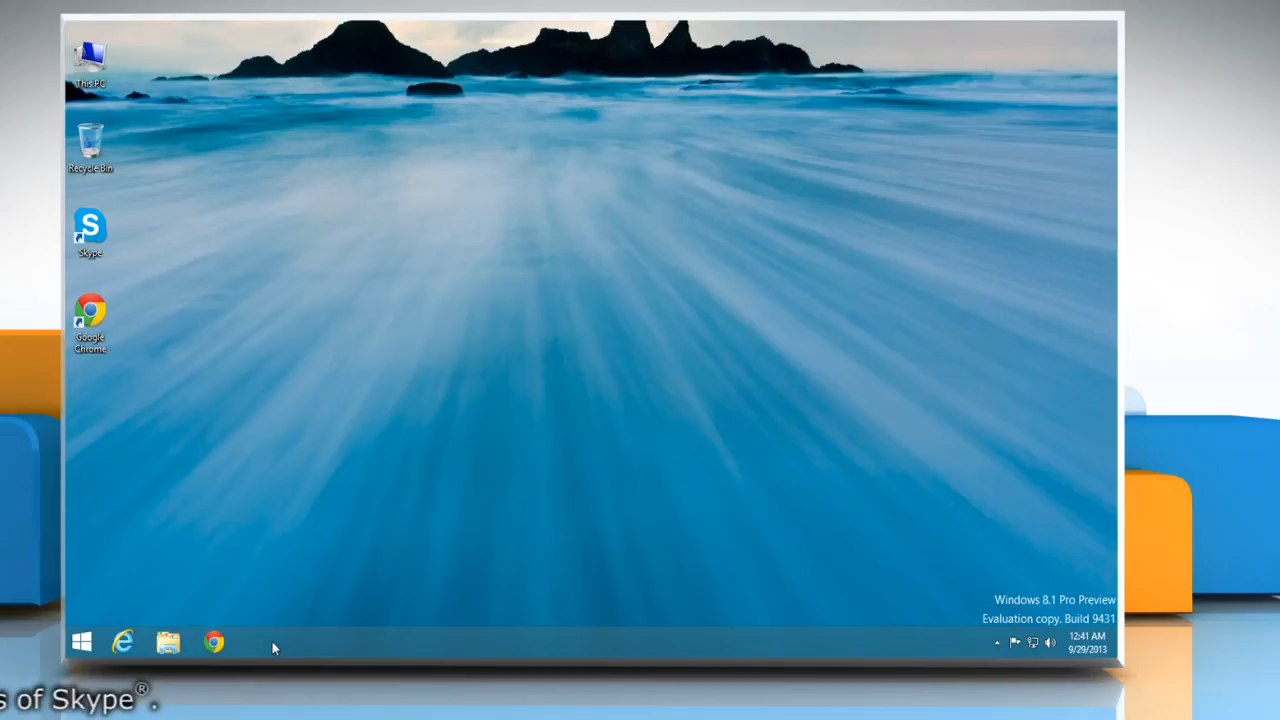 This PC
Recycle Bin
S
Skype
Google
Chrome
Windows 8.1 Pro Preview
Evaluation copy. Build 9431
12:41 AM
9/29/2013
of Skype®.